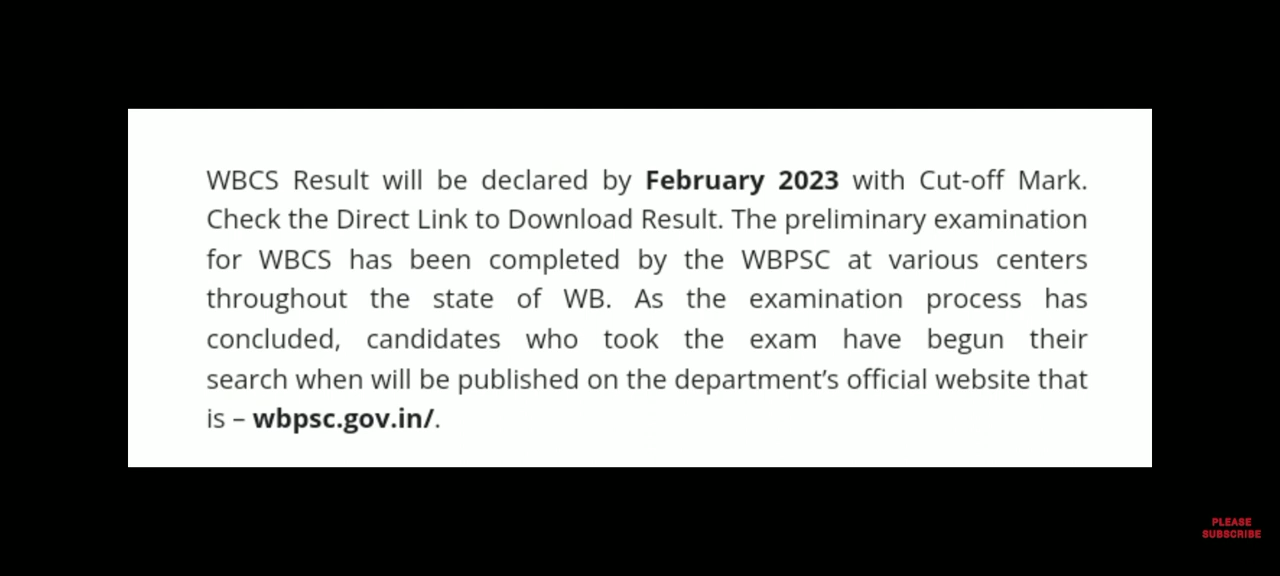 WBCS Result will be declared by February 2023 with Cut-off Mark.
Check the Direct Link to Download Result. The preliminary examination
for WBCS has been completed by the WBPSC at various centers
throughout the state of WB. As the examination process has
concluded, candidates who took the exam have begun their
search when will be published on the department’s official website that
is – wbpsc.gov.in/.
PLEASE
SUBSCRIBE